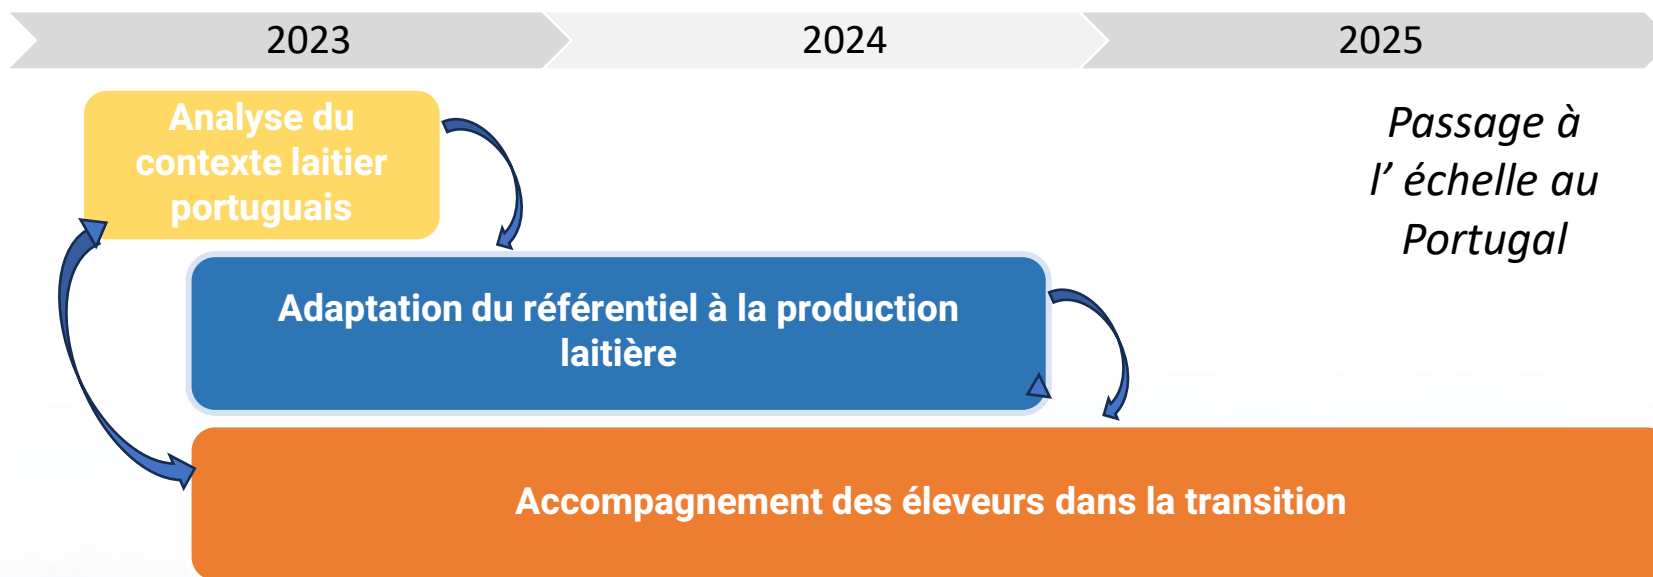 2023
2024
2025
Analyse du
contexte laitier
portuguais
Passage à
l’ échelle au
Portugal
Adaptation du référentiel à la production
laitière
Accompagnement des éleveurs dans la transition